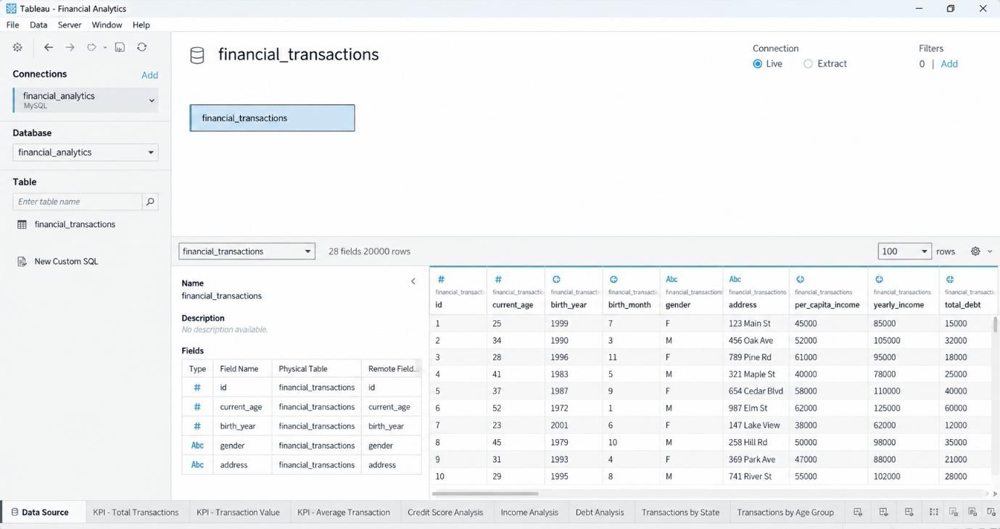 Tableau - Financial Analytics
File Data Server Window Help
Connections Add
financial_analytics
MySQL
Database
financial_analytics
Table
Enter table name
financial_transactions
New Custom SQL
financial_transactions
Connection
Live Extract
Filters
0 | Add
financial_transactions
financial_transactions 28 fields 20000 rows 100 rows
Name
financial_transactions
Description
No description available.
Fields
Type Field Name Physical Table Remote Field...
# id financial_transactions id
# current_age financial_transactions current_age
# birth_year financial_transactions birth_year
Abc gender financial_transactions gender
Abc address financial_transactions address
# # Abc Abc
financial_transacti financial_transactio financial_transact financial_transactic financial_transactions financial_transactions financial_transactions financial_transactions financial_transactic
id current_age birth_year birth_month gender address per_capita_income yearly_income total_debt
1 25 1999 7 F 123 Main St 45000 85000 15000
2 34 1990 3 M 456 Oak Ave 52000 105000 32000
3 28 1996 11 F 789 Pine Rd 61000 95000 18000
4 41 1983 5 M 321 Maple St 40000 78000 25000
5 37 1987 9 F 654 Cedar Blvd 58000 110000 40000
6 52 1972 1 M 987 Elm St 62000 125000 60000
7 23 2001 6 F 147 Lake View 38000 62000 12000
8 45 1979 10 M 258 Hill Rd 50000 98000 35000
9 31 1993 4 F 369 Park Ave 47000 88000 21000
10 29 1995 8 M 741 River St 55000 102000 28000
Data Source KPI - Total Transactions KPI - Transaction Value KPI - Average Transaction Credit Score Analysis Income Analysis Debt Analysis Transactions by State Transactions by Age Group